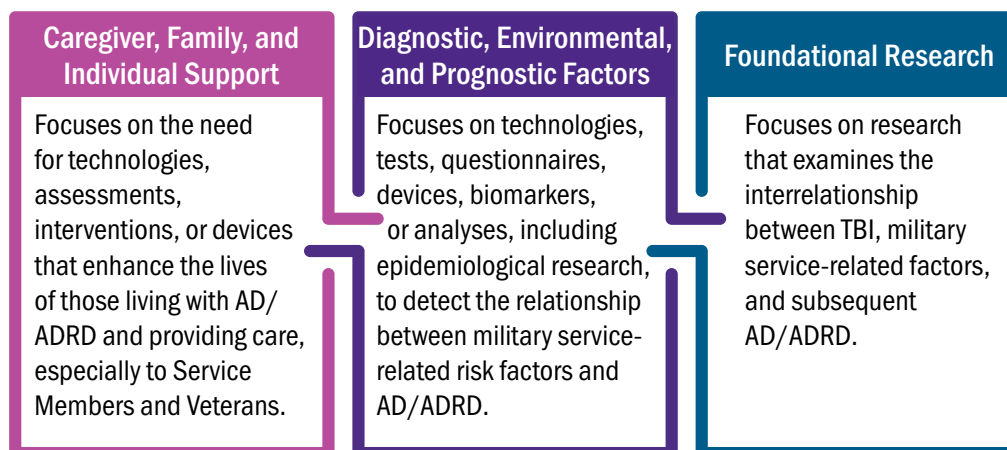 Caregiver, Family, and
Individual Support
Focuses on the need
for technologies,
assessments,
interventions, or devices
that enhance the lives
of those living with AD/
ADRD and providing care,
especially to Service
Members and Veterans.
Diagnostic, Environmental,
and Prognostic Factors
Focuses on technologies,
tests, questionnaires,
devices, biomarkers,
or analyses, including
epidemiological research,
to detect the relationship
between military service-
related risk factors and
AD/ADRD.
Foundational Research
Focuses on research
that examines the
interrelationship
between TBI, military
service-related factors,
and subsequent
AD/ADRD.